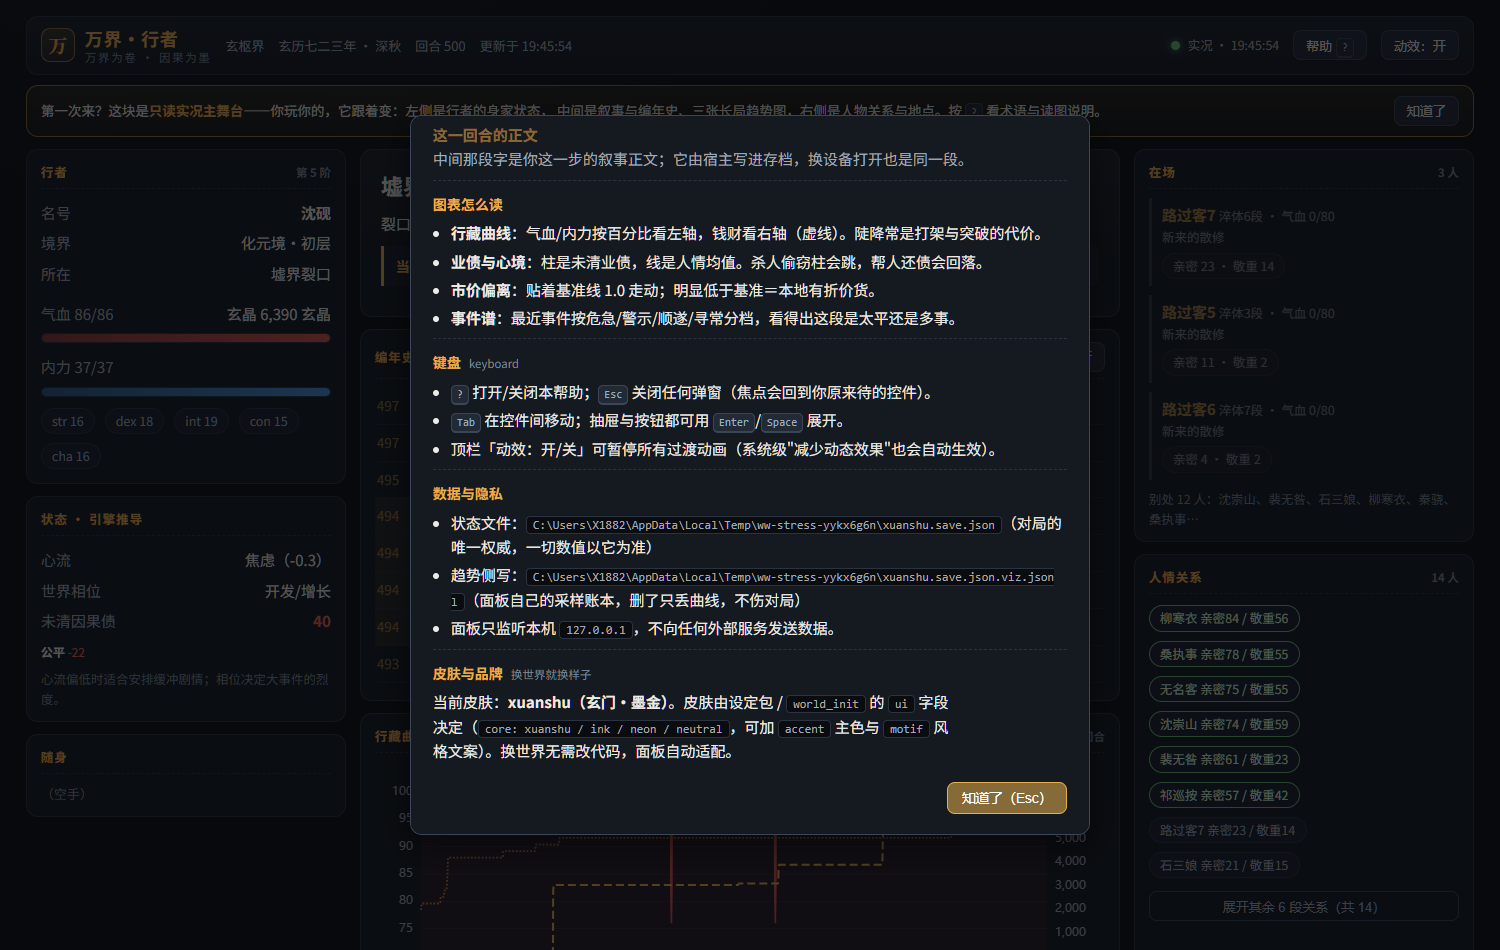 万
万界·行者
万界为卷 · 因果为墨
玄枢界 玄历七二三年 · 深秋 回合 500 更新于 19:45:54
实况 · 19:45:54
帮助 ?
动效：开
第一次来？这块是只读实况主舞台——你玩你的，它跟着变：左侧是行者的身家状态，中间是叙事与编年史、三张长局趋势图，右侧是人物关系与地点。按 ? 看术语与读图说明。
知道了
行者 第 5 阶
名号 沈砚
境界 化元境·初层
所在 墟界裂口
气血 86/86 玄晶 6,390 玄晶
内力 37/37
str 16 dex 18 int 19 con 15
cha 16
状态 · 引擎推导
心流 焦虑（-0.3）
世界相位 开发/增长
未清因果债 40
公平 -22
心流偏低时适合安排缓冲剧情；相位决定大事件的烈
度。
随身
（空手）
墟界
裂口
当
编年史
497
497
495
494
494
494
494
493
行藏曲
100
95
90
85
80
75
5,000
4,000
3,000
2,000
1,000
这一回合的正文
中间那段字是你这一步的叙事正文；它由宿主写进存档，换设备打开也是同一段。
图表怎么读
行藏曲线：气血/内力按百分比看左轴，钱财看右轴（虚线）。陡降常是打架与突破的代价。
业债与心境：柱是未清业债，线是人情均值。杀人偷窃柱会跳，帮人还债会回落。
市价偏离：贴着基准线 1.0 走动；明显低于基准＝本地有折价货。
事件谱：最近事件按危急/警示/顺遂/寻常分档，看得出这段是太平还是多事。
键盘 keyboard
? 打开/关闭本帮助；Esc 关闭任何弹窗（焦点会回到你原来待的控件）。
Tab 在控件间移动；抽屉与按钮都可用 Enter/Space 展开。
顶栏「动效：开/关」可暂停所有过渡动画（系统级"减少动态效果"也会自动生效）。
数据与隐私
状态文件：C:\Users\X1882\AppData\Local\Temp\ww-stress-yykx6g6n\xuanshu.save.json（对局的
唯一权威，一切数值以它为准）
趋势侧写：C:\Users\X1882\AppData\Local\Temp\ww-stress-yykx6g6n\xuanshu.save.json.viz.json
l（面板自己的采样账本，删了只丢曲线，不伤对局）
面板只监听本机 127.0.0.1，不向任何外部服务发送数据。
皮肤与品牌 换世界就换样子
当前皮肤：xuanshu（玄门·墨金）。皮肤由设定包 / world_init 的 ui 字段
决定（core: xuanshu / ink / neon / neutral，可加 accent 主色与 motif 风
格文案）。换世界无需改代码，面板自动适配。
知道了（Esc）
在场 3 人
路过客7 淬体6段 · 气血 0/80
新来的散修
亲密 23 · 敬重 14
路过客5 淬体3段 · 气血 0/80
新来的散修
亲密 11 · 敬重 2
路过客6 淬体7段 · 气血 0/80
新来的散修
亲密 4 · 敬重 2
别处 12 人：沈崇山、裴无咎、石三娘、柳寒衣、秦骁、
桑执事…
人情关系 14 人
柳寒衣 亲密84 / 敬重56
桑执事 亲密78 / 敬重55
无名客 亲密75 / 敬重55
沈崇山 亲密74 / 敬重59
裴无咎 亲密61 / 敬重23
祁巡按 亲密57 / 敬重42
路过客7 亲密23 / 敬重14
石三娘 亲密21 / 敬重15
展开其余 6 段关系（共 14）